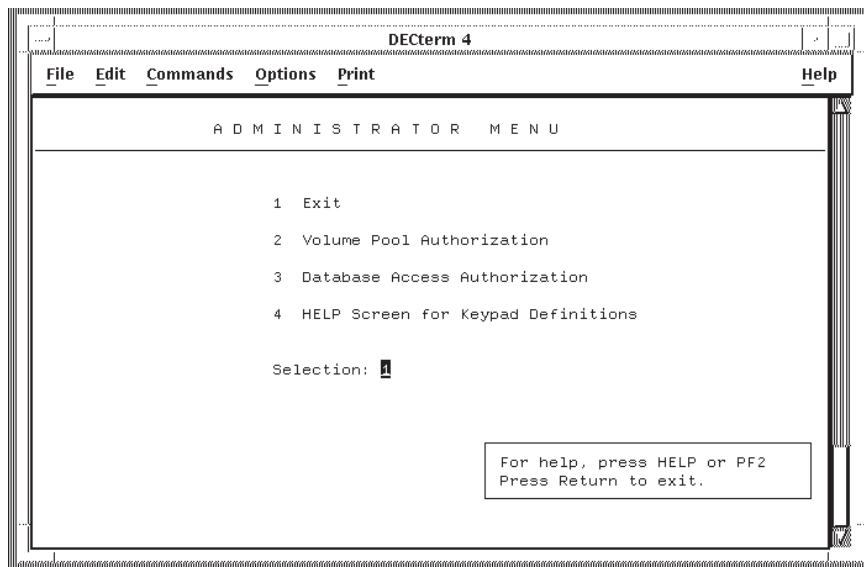 DECterm 4
File Edit Commands Options Print Help
A D M I N I S T R A T O R   M E N U
1 Exit
2 Volume Pool Authorization
3 Database Access Authorization
4 HELP Screen for Keypad Definitions
Selection: 1
For help, press HELP or PF2
Press Return to exit.